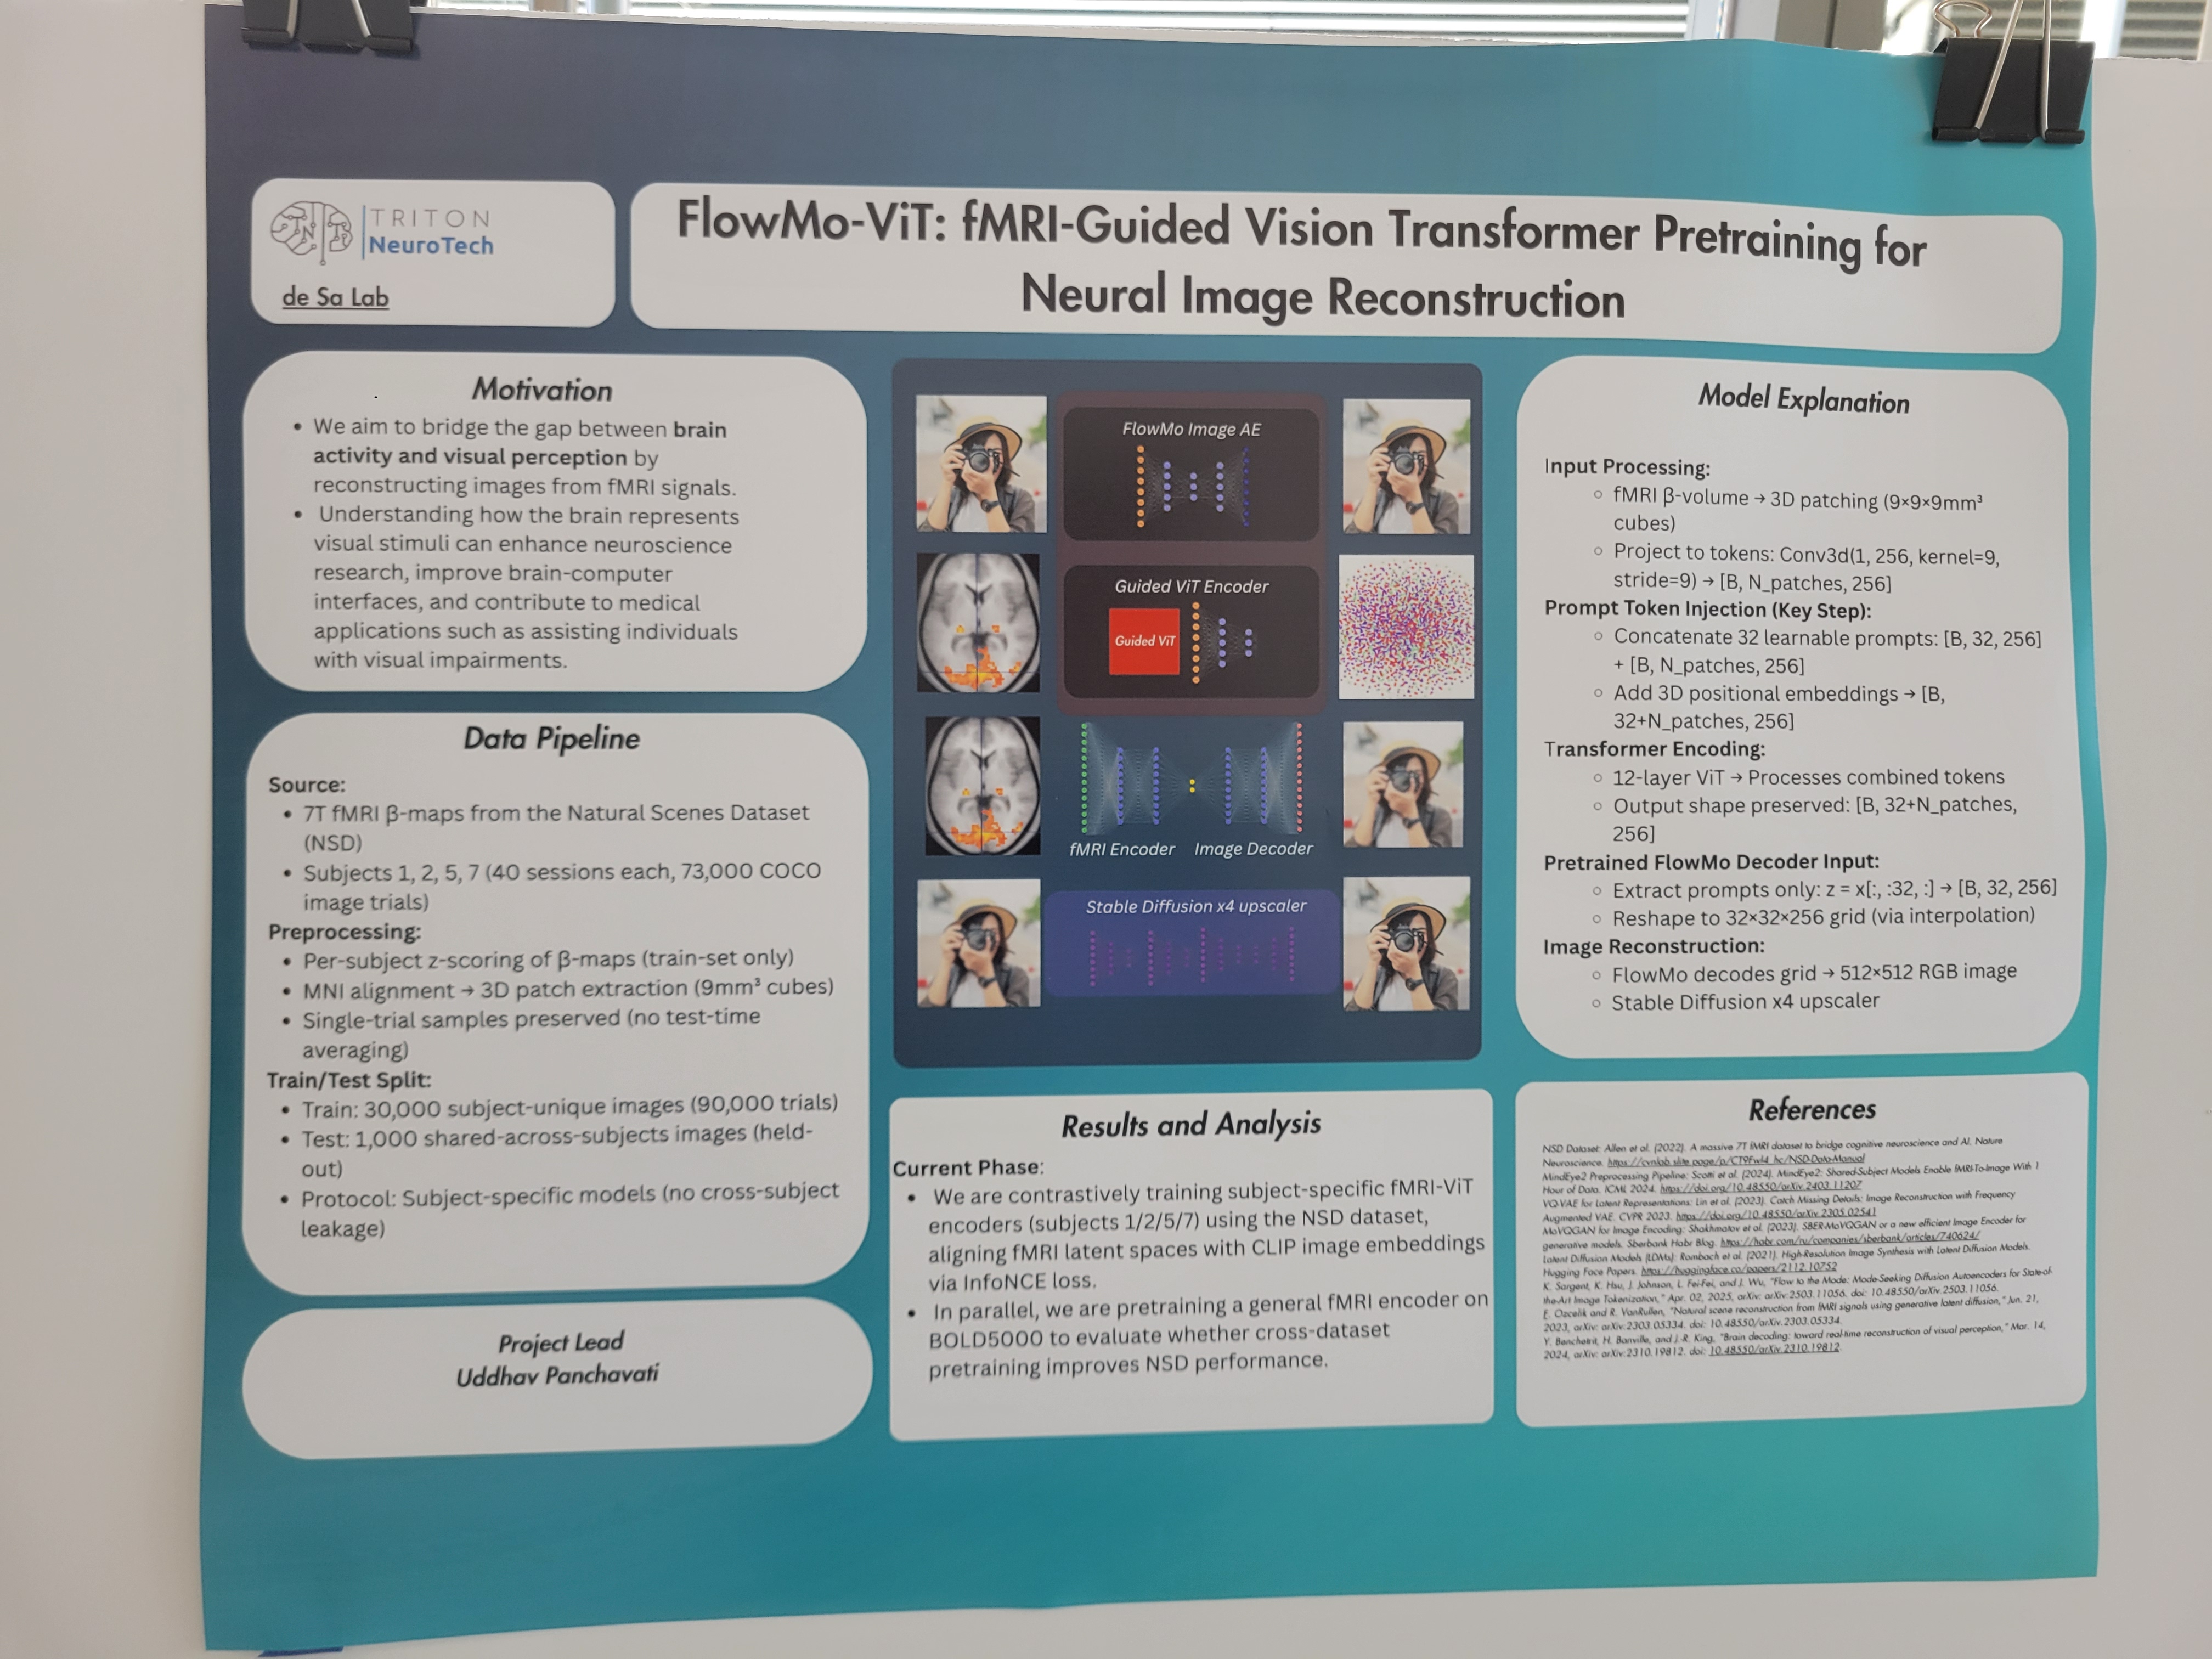 TRITON
NeuroTech
de Sa Lab
FlowMo-ViT: fMRI-Guided Vision Transformer Pretraining for
Neural Image Reconstruction
Motivation
• We aim to bridge the gap between brain
activity and visual perception by
reconstructing images from fMRI signals.
• Understanding how the brain represents
visual stimuli can enhance neuroscience
research, improve brain-computer
interfaces, and contribute to medical
applications such as assisting individuals
with visual impairments.
Data Pipeline
Source:
• 7T fMRI β-maps from the Natural Scenes Dataset
(NSD)
• Subjects 1, 2, 5, 7 (40 sessions each, 73,000 COCO
image trials)
Preprocessing:
• Per-subject z-scoring of β-maps (train-set only)
• MNI alignment → 3D patch extraction (9mm³ cubes)
• Single-trial samples preserved (no test-time
averaging)
Train/Test Split:
• Train: 30,000 subject-unique images (90,000 trials)
• Test: 1,000 shared-across-subjects images (held-
out)
• Protocol: Subject-specific models (no cross-subject
leakage)
Project Lead
Uddhav Panchavati
FlowMo Image AE
Guided ViT Encoder
Guided ViT
fMRI Encoder Image Decoder
Stable Diffusion x4 upscaler
Results and Analysis
Current Phase:
• We are contrastively training subject-specific fMRI-ViT
encoders (subjects 1/2/5/7) using the NSD dataset,
aligning fMRI latent spaces with CLIP image embeddings
via InfoNCE loss.
• In parallel, we are pretraining a general fMRI encoder on
BOLD5000 to evaluate whether cross-dataset
pretraining improves NSD performance.
Model Explanation
Input Processing:
○ fMRI β-volume → 3D patching (9×9×9mm³
cubes)
○ Project to tokens: Conv3d(1, 256, kernel=9,
stride=9) → [B, N_patches, 256]
Prompt Token Injection (Key Step):
○ Concatenate 32 learnable prompts: [B, 32, 256]
+ [B, N_patches, 256]
○ Add 3D positional embeddings → [B,
32+N_patches, 256]
Transformer Encoding:
○ 12-layer ViT → Processes combined tokens
○ Output shape preserved: [B, 32+N_patches,
256]
Pretrained FlowMo Decoder Input:
○ Extract prompts only: z = x[:, :32, :] → [B, 32, 256]
○ Reshape to 32×32×256 grid (via interpolation)
Image Reconstruction:
○ FlowMo decodes grid → 512×512 RGB image
○ Stable Diffusion x4 upscaler
References
NSD Dataset: Allen et al. (2022). A massive 7T fMRI dataset to bridge cognitive neuroscience and AI. Nature
Neuroscience. https://cvnlab.slite.page/p/CT9Fwl4_hc/NSD-Data-Manual
MindEye2 Preprocessing Pipeline: Scotti et al. (2024). MindEye2: Shared-Subject Models Enable fMRI-To-Image With 1
Hour of Data. ICML 2024. https://doi.org/10.48550/arXiv.2403.11207
VQ-VAE for Latent Representations: Lin et al. (2023). Catch Missing Details: Image Reconstruction with Frequency
Augmented VAE. CVPR 2023. https://doi.org/10.48550/arXiv.2305.02541
MoVQGAN for Image Encoding: Shakhmatov et al. (2023). SBER-MoVQGAN or a new efficient Image Encoder for
generative models. Sberbank Habr Blog. https://habr.com/ru/companies/sberbank/articles/740624/
Latent Diffusion Models (LDMs): Rombach et al. (2021). High-Resolution Image Synthesis with Latent Diffusion Models.
Hugging Face Papers. https://huggingface.co/papers/2112.10752
K. Sargent, K. Hsu, J. Johnson, L. Fei-Fei, and J. Wu, "Flow to the Mode: Mode-Seeking Diffusion Autoencoders for State-of-
the-Art Image Tokenization," Apr. 02, 2025, arXiv: arXiv:2503.11056. doi: 10.48550/arXiv.2503.11056.
F. Ozcelik and R. VanRullen, "Natural scene reconstruction from fMRI signals using generative latent diffusion," Jun. 21,
2023, arXiv: arXiv:2303.05334. doi: 10.48550/arXiv.2303.05334.
Y. Benchetrit, H. Banville, and J.-R. King, "Brain decoding: toward real-time reconstruction of visual perception," Mar. 14,
2024, arXiv: arXiv:2310.19812. doi: 10.48550/arXiv.2310.19812.